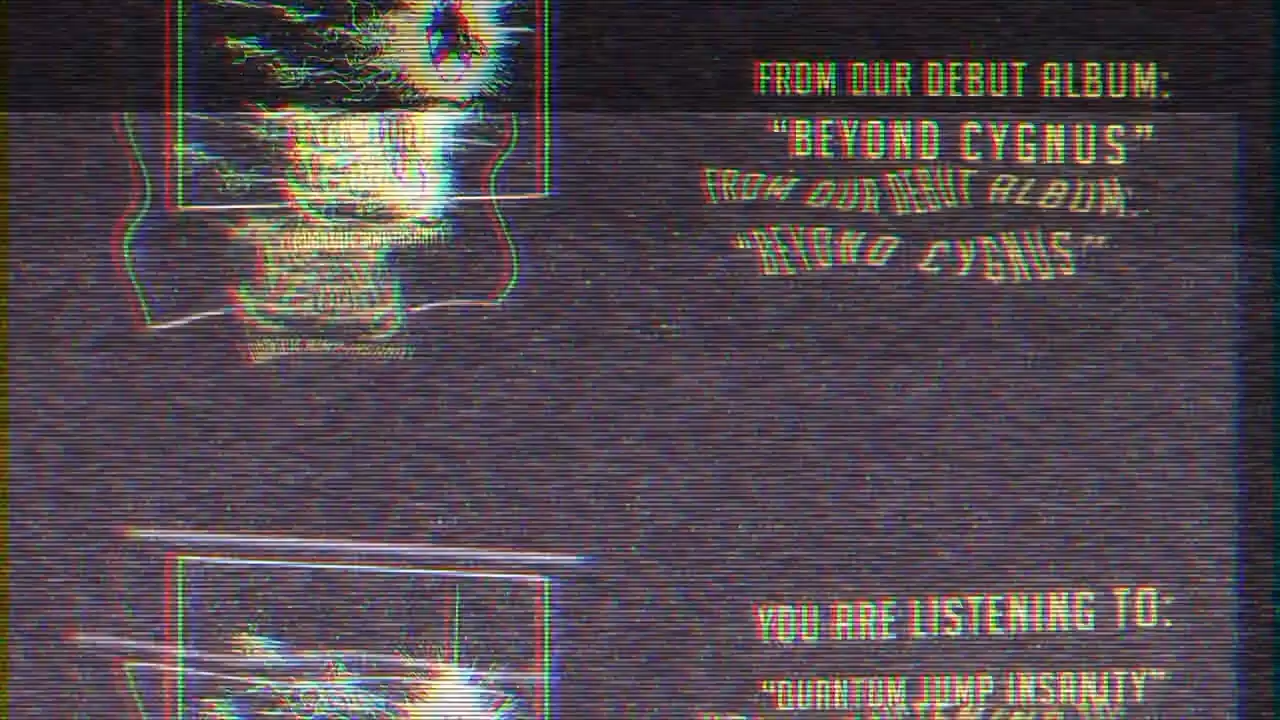 FROM OUR DEBUT ALBUM:
“BEYOND CYGNUS”
FROM OUR DEBUT ALBUM:
“BEYOND CYGNUS”
YOU ARE LISTENING TO:
“QUANTUM JUMP INSANITY”